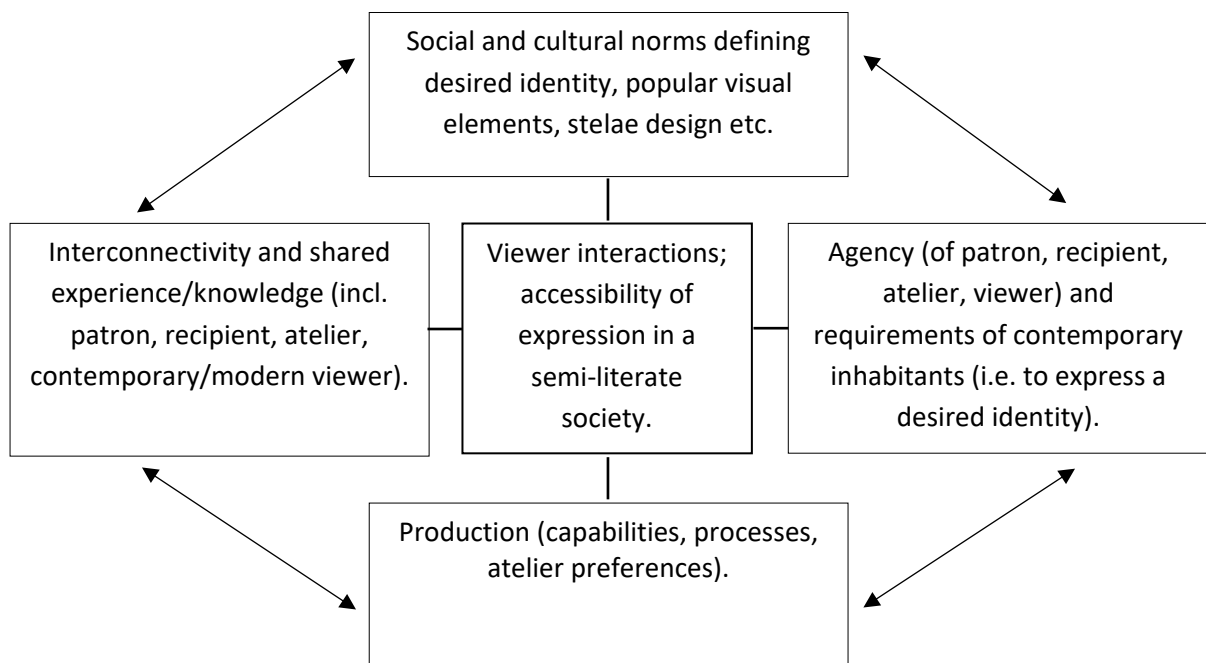 Social and cultural norms defining
desired identity, popular visual
elements, stelae design etc.
Interconnectivity and shared
experience/knowledge (incl.
patron, recipient, atelier,
contemporary/modern viewer).
Viewer interactions;
accessibility of
expression in a
semi-literate
society.
Agency (of patron, recipient,
atelier, viewer) and
requirements of contemporary
inhabitants (i.e. to express a
desired identity).
Production (capabilities, processes,
atelier preferences).